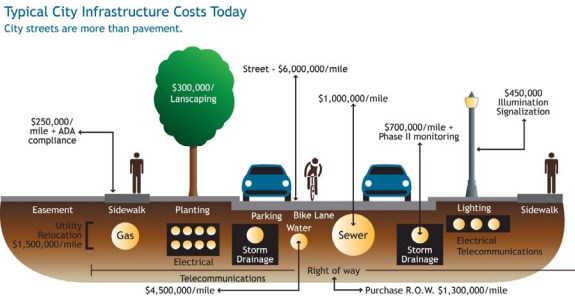 Typical City Infrastructure Costs Today
City streets are more than pavement.
$300,000/
Lanscaping
Street - $6,000,000/mile
$1,000,000/mile
$450,000
Illumination
Signalization
$250,000/
mile + ADA
compliance
$700,000/mile +
Phase II monitoring
Easement
Sidewalk
Planting
Parking
Bike Lane
Lighting
Sidewalk
Utility
Relocation
$1,500,000/mile
Gas
Electrical
Storm
Drainage
Water
Sewer
Storm
Drainage
Electrical
Telecommunications
Telecommunications
Right of way
$4,500,000/mile
Purchase R.O.W. $1,300,000/mile